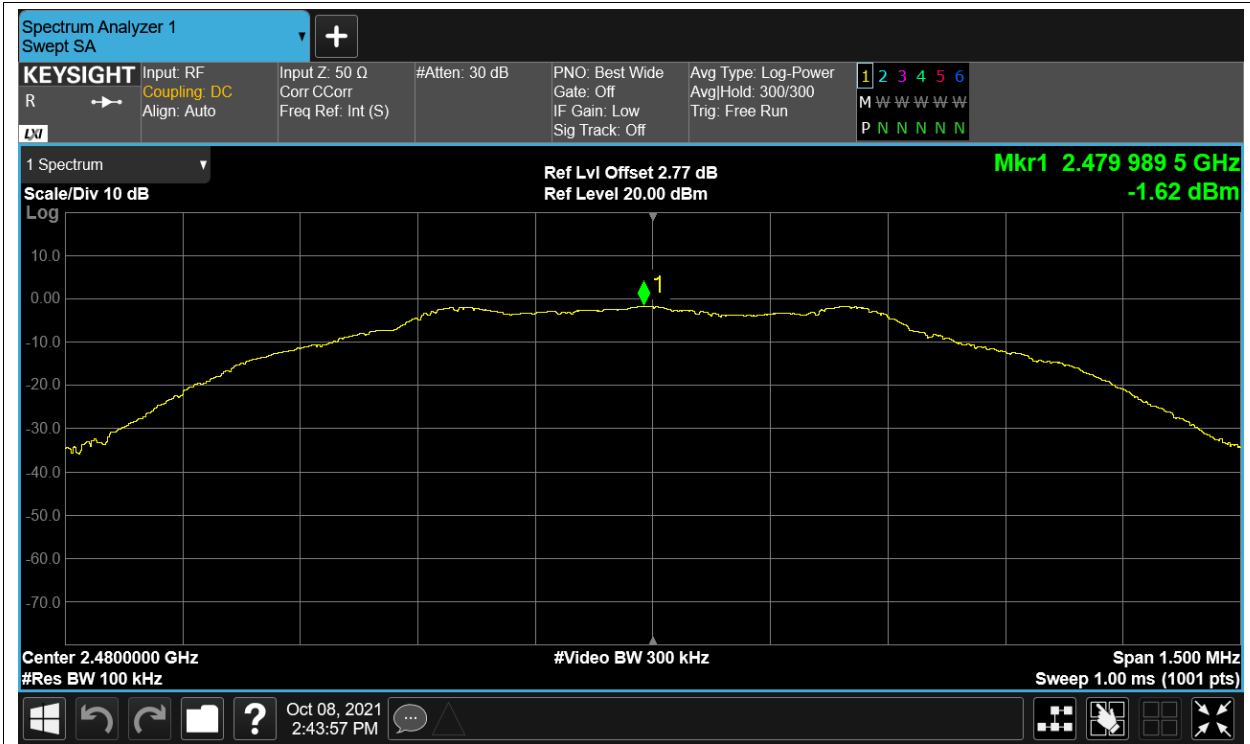 Spectrum Analyzer 1
Swept SA
+
KEYSIGHT
R
LXI
Input: RF
Coupling: DC
Align: Auto
Input Z: 50 Ω
Corr CCorr
Freq Ref: Int (S)
#Atten: 30 dB
PNO: Best Wide
Gate: Off
IF Gain: Low
Sig Track: Off
Avg Type: Log-Power
Avg|Hold: 300/300
Trig: Free Run
1 2 3 4 5 6
M W W W W W W
P N N N N N
1 Spectrum
Scale/Div 10 dB
Log
Ref Lvl Offset 2.77 dB
Ref Level 20.00 dBm
Mkr1 2.479 989 5 GHz
-1.62 dBm
1
10.0
0.00
-10.0
-20.0
-30.0
-40.0
-50.0
-60.0
-70.0
Center 2.4800000 GHz
#Res BW 100 kHz
#Video BW 300 kHz
Span 1.500 MHz
Sweep 1.00 ms (1001 pts)
?
Oct 08, 2021
2:43:57 PM